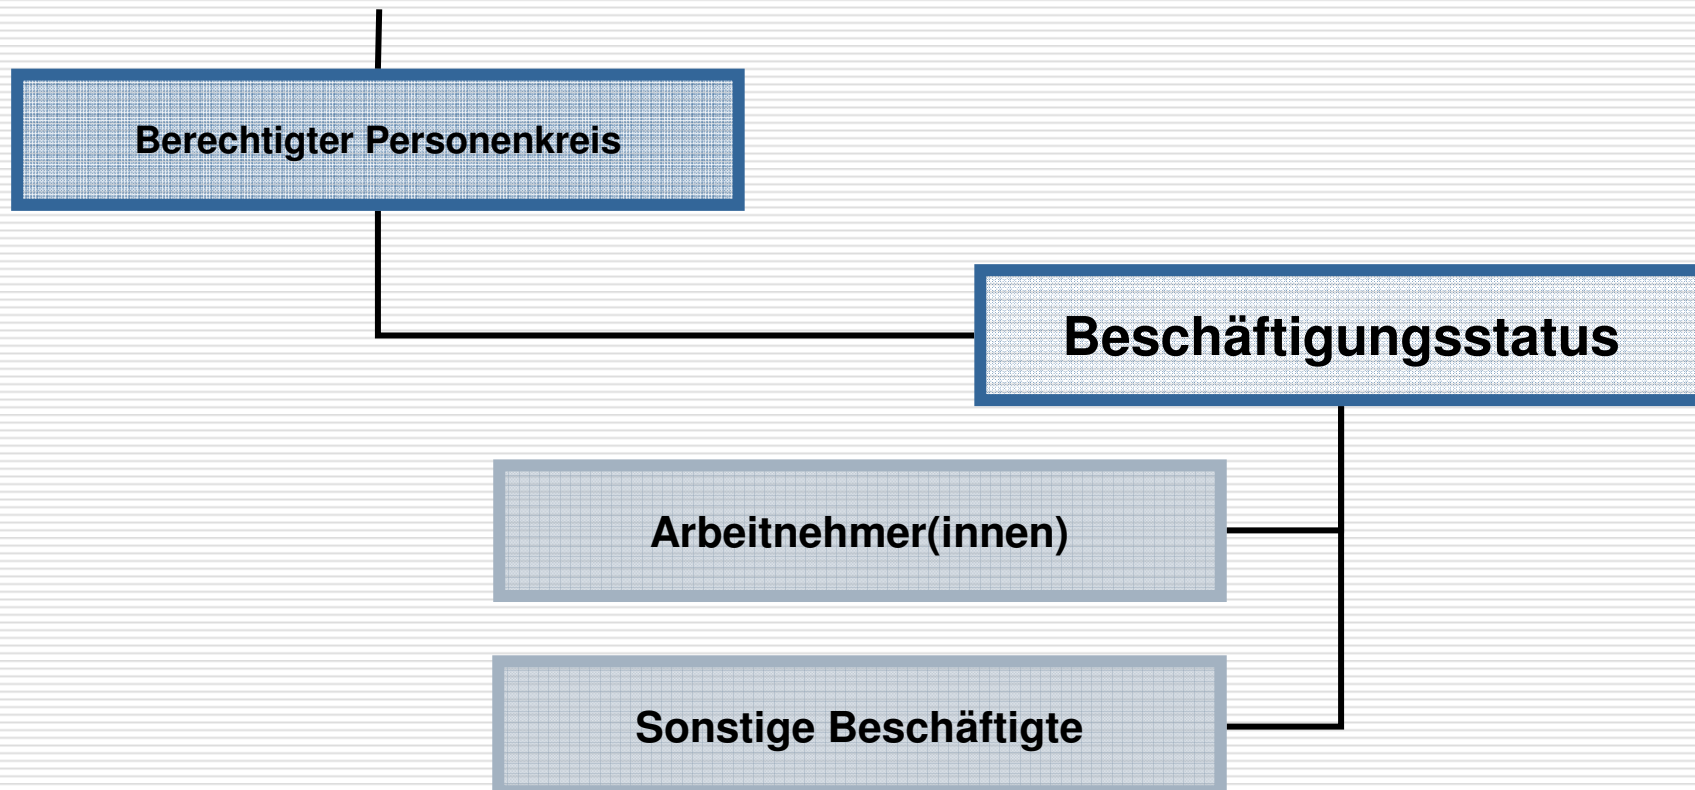 Berechtigter Personenkreis
Beschäftigungsstatus
Arbeitnehmer(innen)
Sonstige Beschäftigte